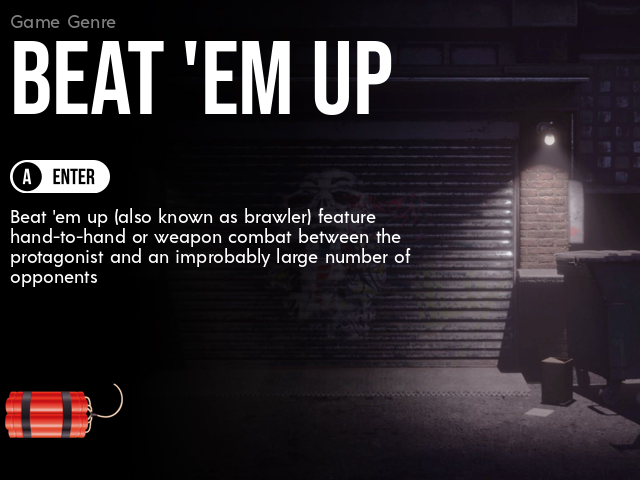 Game Genre
BEAT 'EM UP
A ENTER
Beat 'em up (also known as brawler) feature
hand-to-hand or weapon combat between the
protagonist and an improbably large number of
opponents